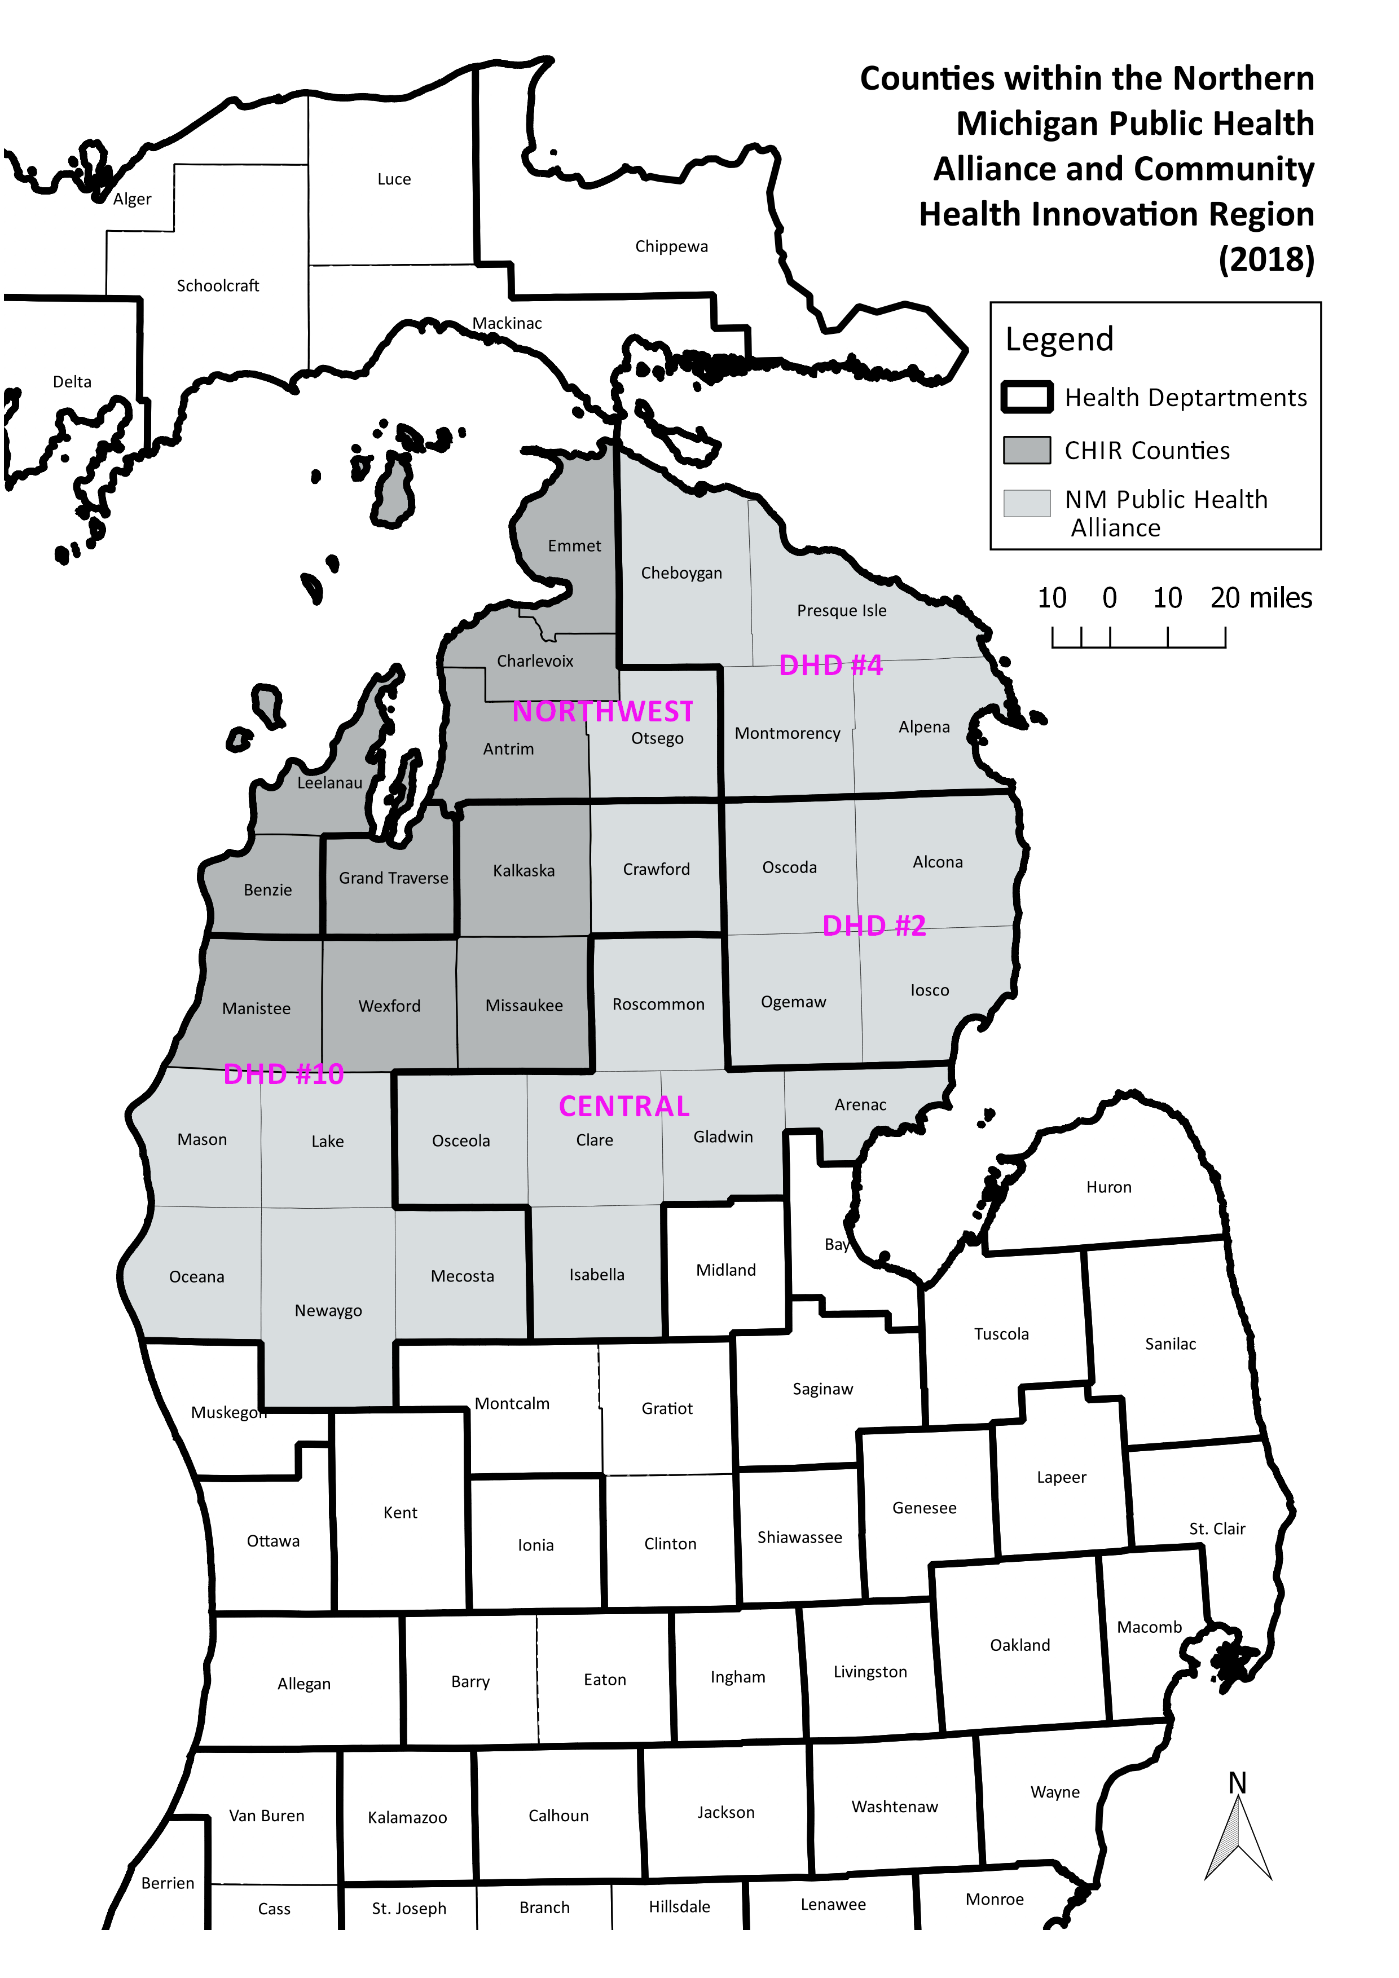 Counties within the Northern
Michigan Public Health
Alliance and Community
Health Innovation Region
(2018)
Legend
Health Deptartments
CHIR Counties
NM Public Health
Alliance
10 0 10 20 miles
Luce
Alger
Chippewa
Schoolcraft
Mackinac
Delta
Emmet
Cheboygan
Presque Isle
Charlevoix
DHD #4
NORTHWEST
Antrim
Otsego
Montmorency
Alpena
Leelanau
Benzie
Grand Traverse
Kalkaska
Crawford
Oscoda
Alcona
DHD #2
Manistee
Wexford
Missaukee
Roscommon
Ogemaw
Iosco
DHD #10
CENTRAL
Arenac
Mason
Lake
Osceola
Clare
Gladwin
Huron
Bay
Oceana
Newaygo
Mecosta
Isabella
Midland
Tuscola
Sanilac
Muskegon
Montcalm
Gratiot
Saginaw
Kent
Lapeer
Genesee
Ottawa
Ionia
Clinton
Shiawassee
St. Clair
Allegan
Barry
Eaton
Ingham
Livingston
Oakland
Macomb
Van Buren
Kalamazoo
Calhoun
Jackson
Washtenaw
Wayne
N
Berrien
Cass
St. Joseph
Branch
Hillsdale
Lenawee
Monroe